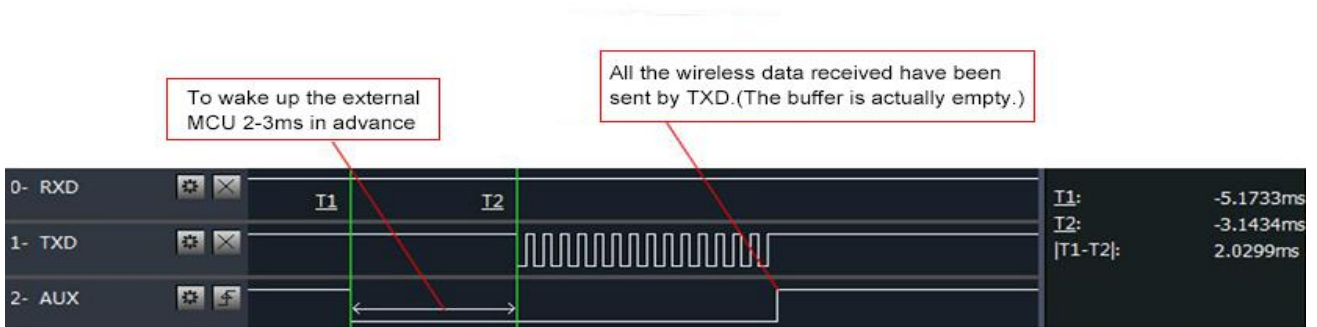 To wake up the external
MCU 2-3ms in advance
All the wireless data received have been
sent by TXD.(The buffer is actually empty.)
0- RXD
T1
T2
1- TXD
2- AUX
T1: -5.1733ms
T2: -3.1434ms
|T1-T2|: 2.0299ms